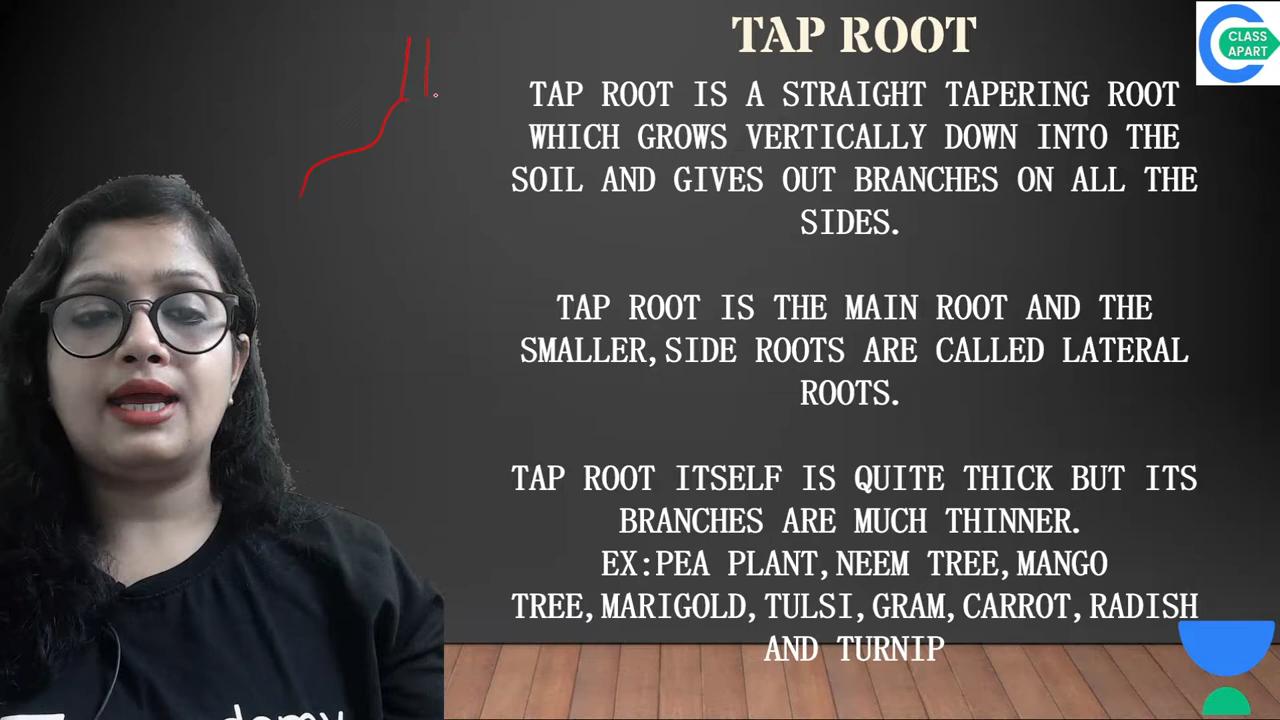 TAP ROOT
CLASS
APART
TAP ROOT IS A STRAIGHT TAPERING ROOT
WHICH GROWS VERTICALLY DOWN INTO THE
SOIL AND GIVES OUT BRANCHES ON ALL THE
SIDES.
TAP ROOT IS THE MAIN ROOT AND THE
SMALLER,SIDE ROOTS ARE CALLED LATERAL
ROOTS.
TAP ROOT ITSELF IS QUITE THICK BUT ITS
BRANCHES ARE MUCH THINNER.
EX:PEA PLANT,NEEM TREE,MANGO
TREE,MARIGOLD,TULSI,GRAM,CARROT,RADISH
AND TURNIP